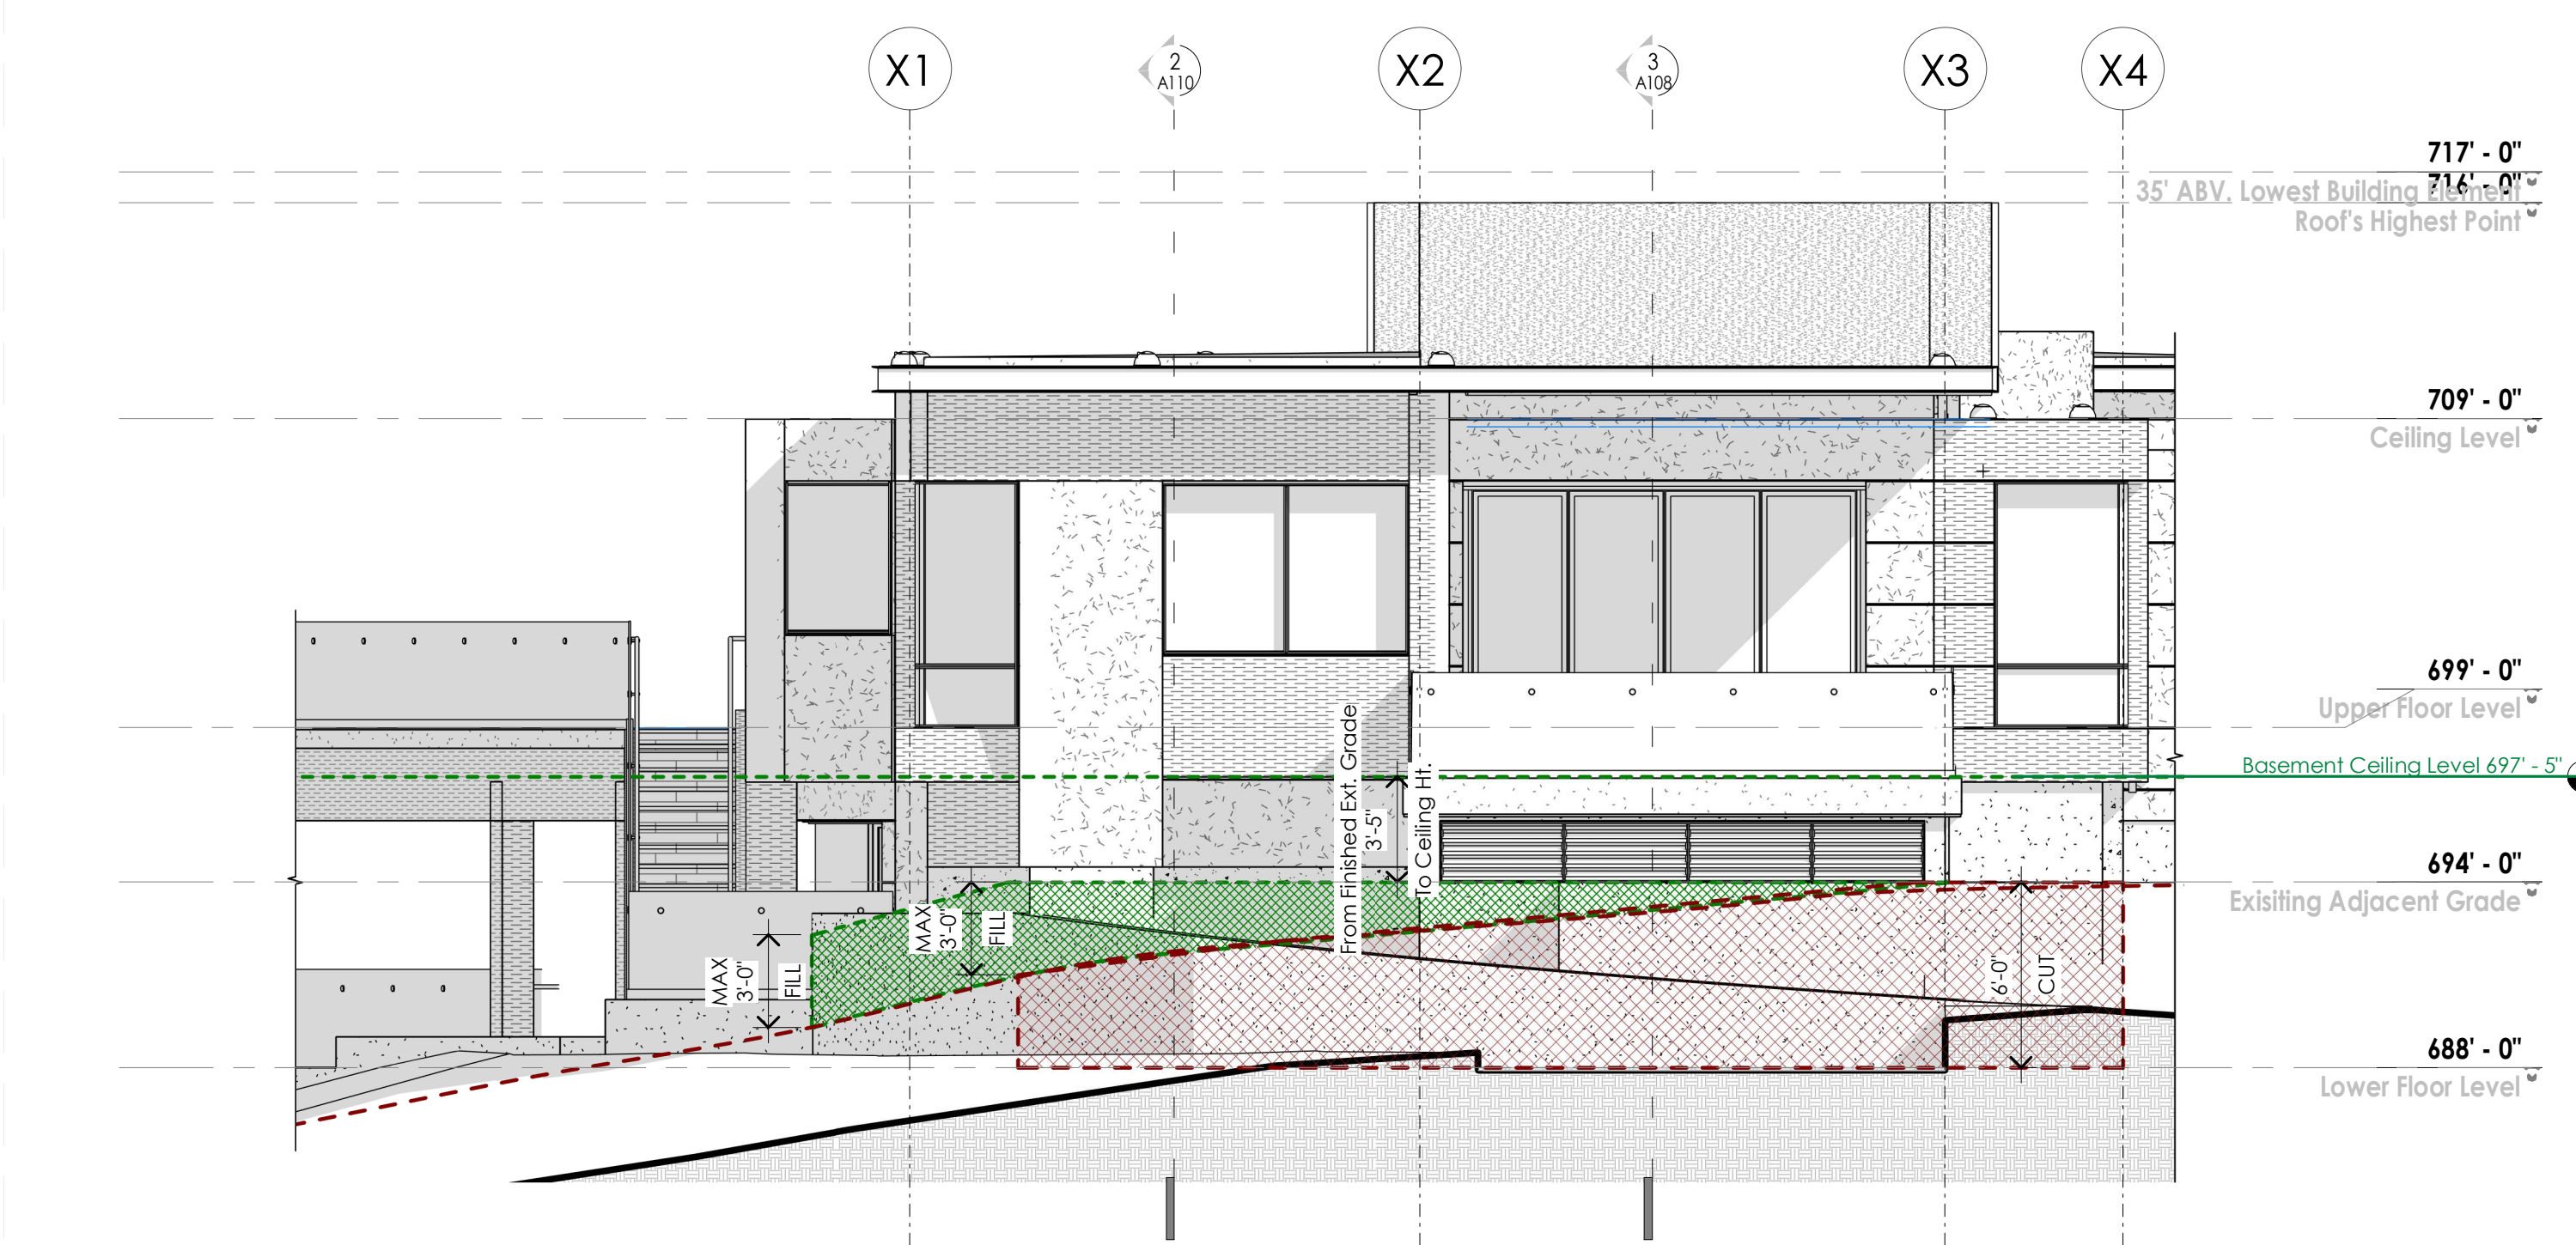 X1
2
A110
X2
3
A108
X3
X4
717' - 0"
35' ABV. Lowest Building Element
716' - 0"
Roof's Highest Point
709' - 0"
Ceiling Level
699' - 0"
Upper Floor Level
Basement Ceiling Level 697' - 5"
From Finished Ext. Grade
3'-5"
To Ceiling Ht.
694' - 0"
Exisiting Adjacent Grade
MAX
3'-0"
FILL
MAX
3'-0"
FILL
6'-0"
CUT
688' - 0"
Lower Floor Level